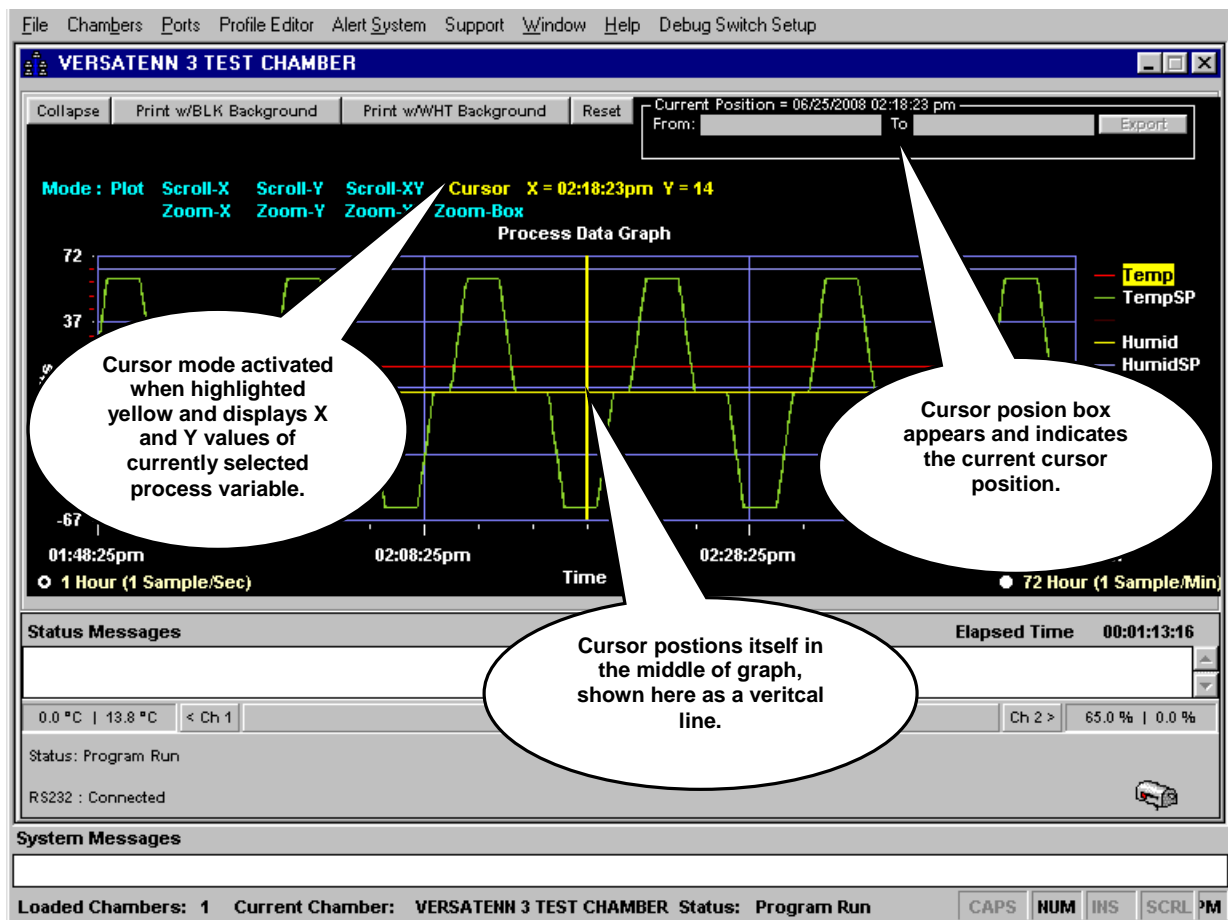 File Chambers Ports Profile Editor Alert System Support Window Help Debug Switch Setup
VERSATENN 3 TEST CHAMBER
Collapse Print w/BLK Background Print w/WHT Background Reset
Current Position = 06/25/2008 02:18:23 pm
From: To Export
Mode : Plot Scroll-X Scroll-Y Scroll-XY Cursor X = 02:18:23pm Y = 14
Zoom-X Zoom-Y Zoom-X Zoom-Box
Process Data Graph
72
37
-67
Temp
TempSP
Humid
HumidSP
Cursor mode activated
when highlighted
yellow and displays X
and Y values of
currently selected
process variable.
Cursor posion box
appears and indicates
the current cursor
position.
01:48:25pm 02:08:25pm 02:28:25pm
1 Hour (1 Sample/Sec) Time 72 Hour (1 Sample/Min)
Cursor postions itself in
the middle of graph,
shown here as a veritcal
line.
Status Messages Elapsed Time 00:01:13:16
0.0 °C | 13.8 °C < Ch 1 Ch 2 > 65.0 % | 0.0 %
Status: Program Run
RS232 : Connected
System Messages
Loaded Chambers: 1 Current Chamber: VERSATENN 3 TEST CHAMBER Status: Program Run CAPS NUM INS SCRL PM